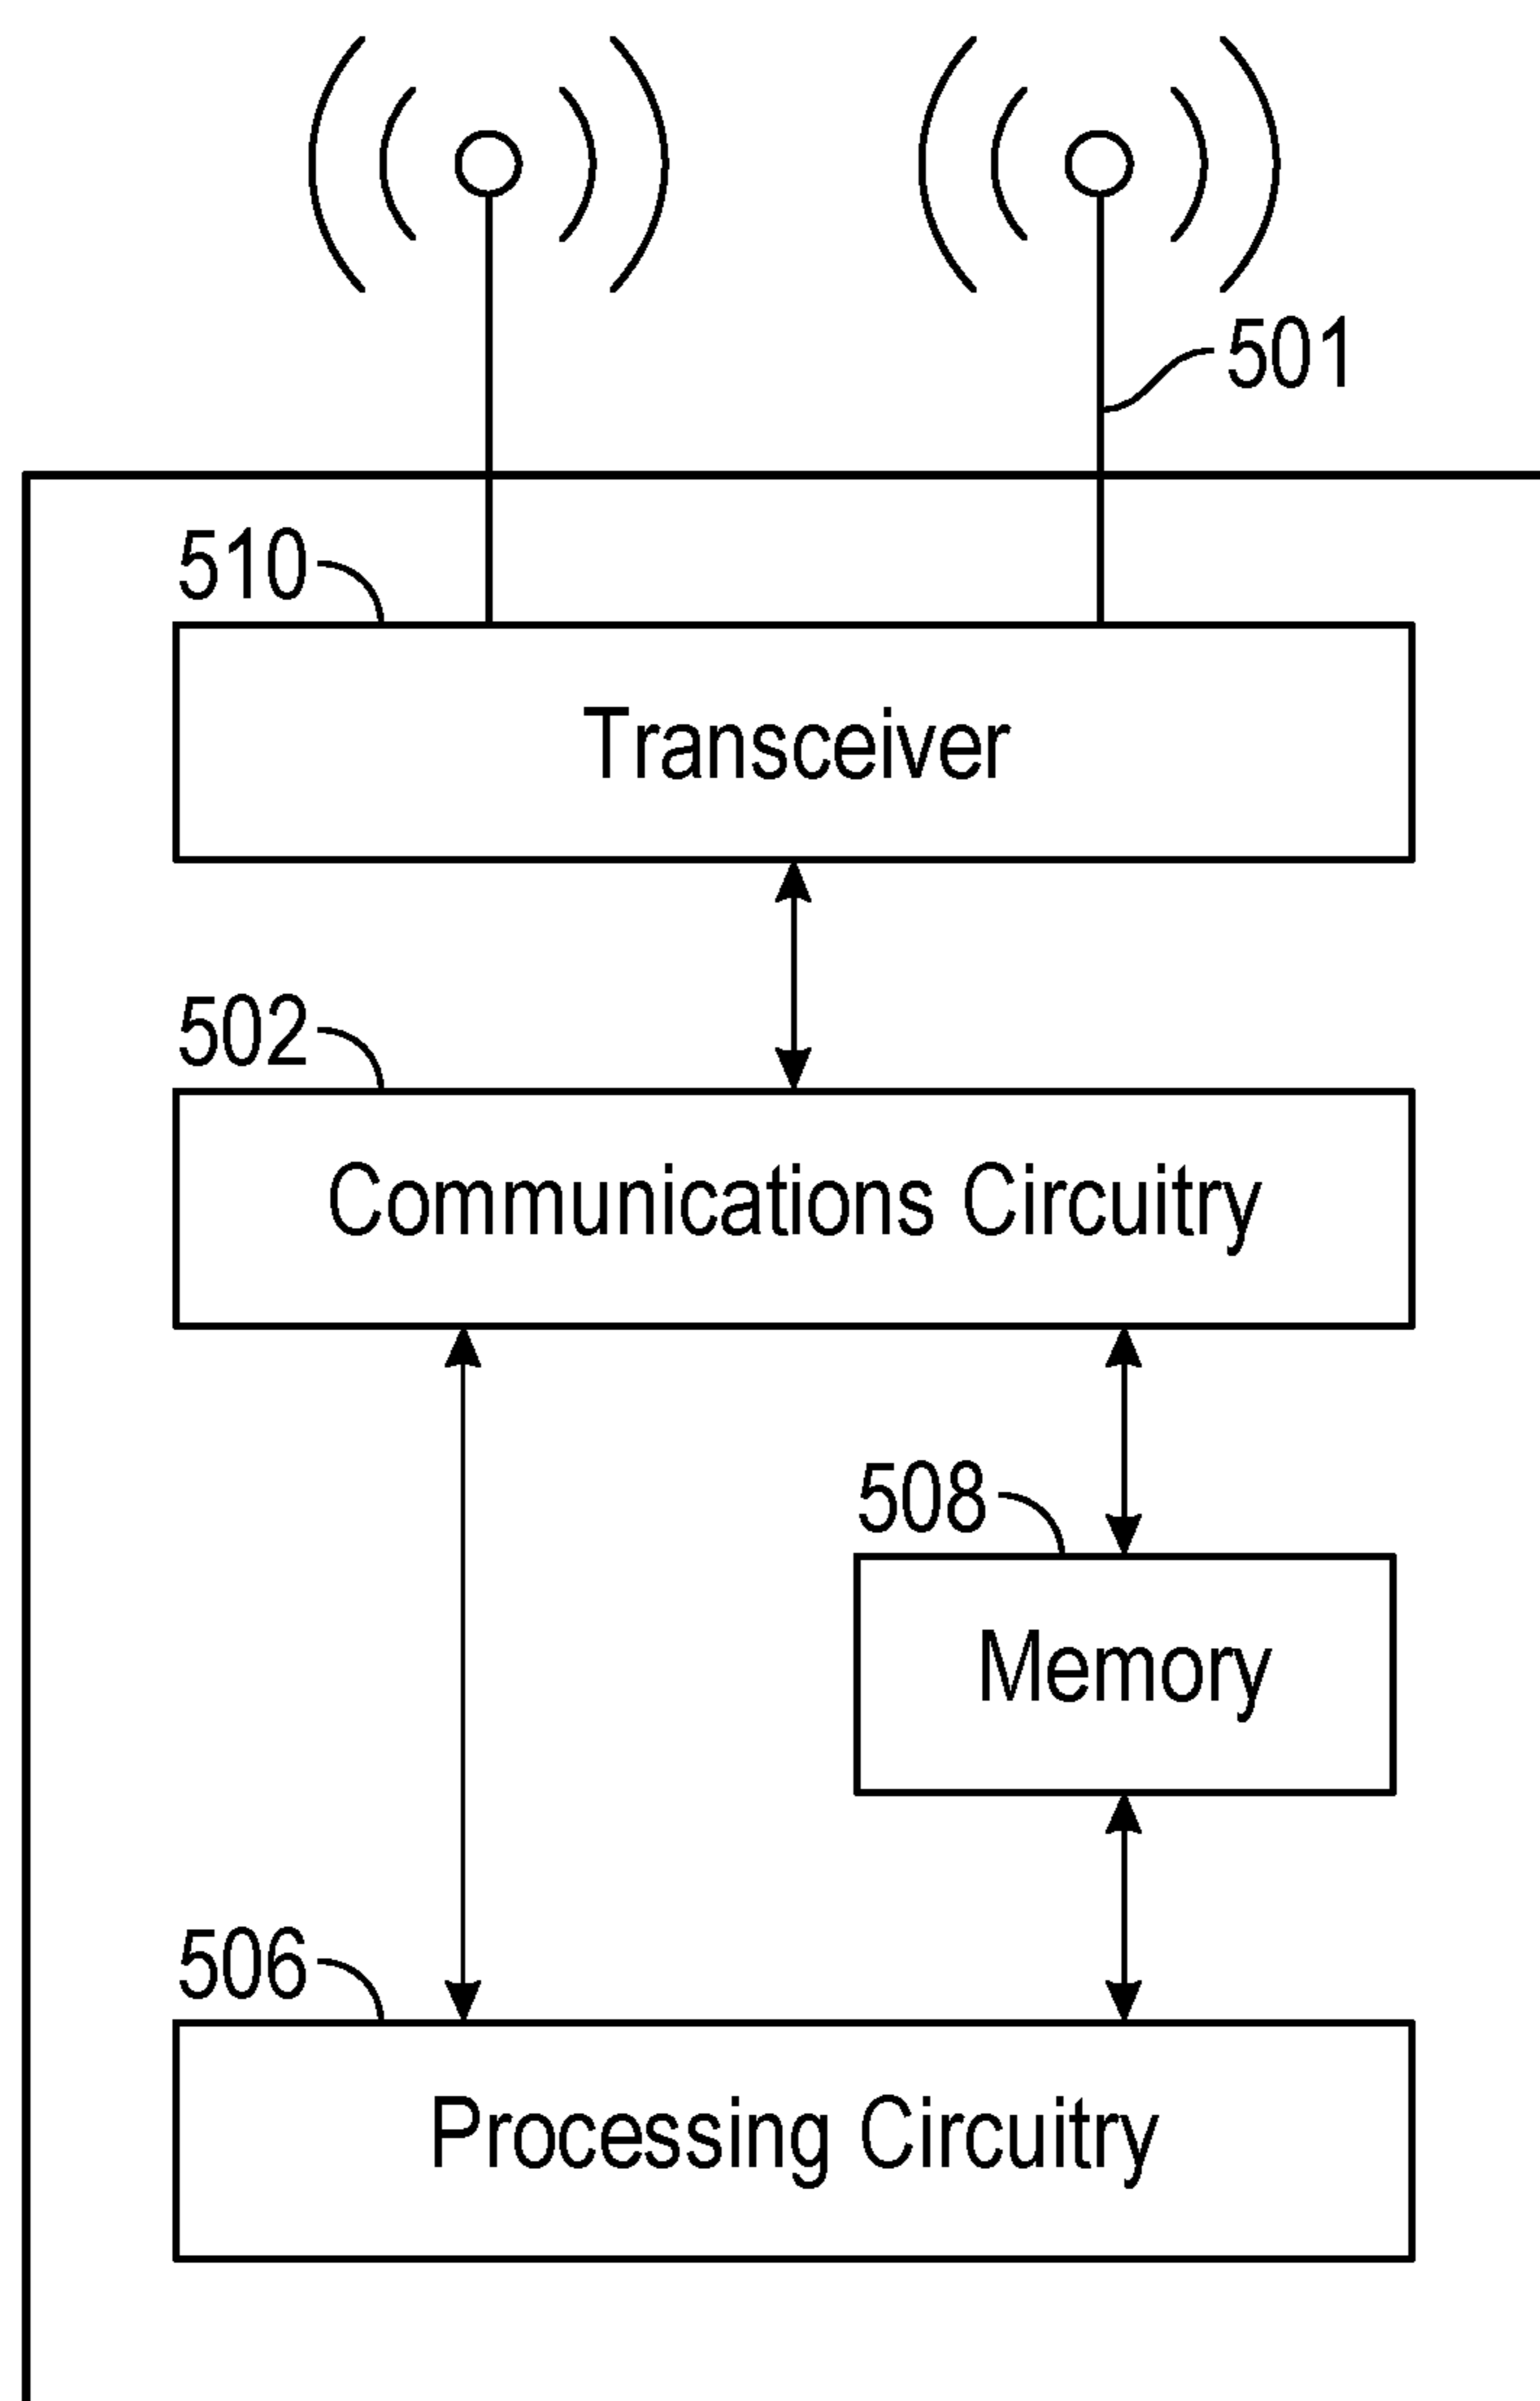 501
510
Transceiver
502
Communications Circuitry
508
Memory
506
Processing Circuitry